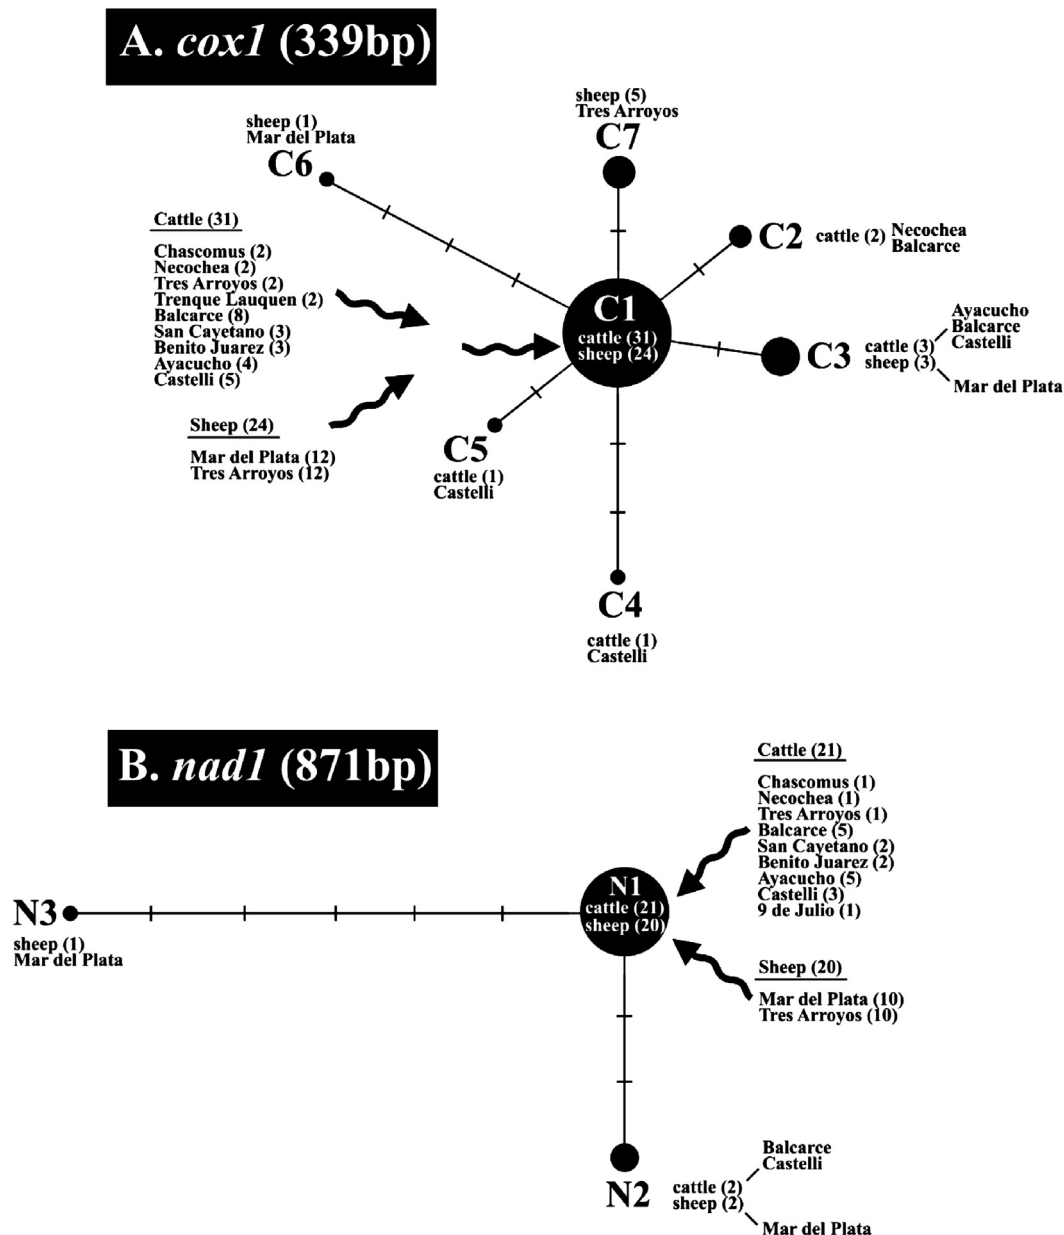 A. cox1 (339bp)
sheep (5)
Tres Arroyos
C7
sheep (1)
Mar del Plata
C6
Cattle (31)
Chascomus (2)
Necochea (2)
Tres Arroyos (2)
Trenque Lauquen (2)
Balcarce (8)
San Cayetano (3)
Benito Juarez (3)
Ayacucho (4)
Castelli (5)
Sheep (24)
Mar del Plata (12)
Tres Arroyos (12)
C2
cattle (2)
Necochea
Balcarce
C1
cattle (31)
sheep (24)
C3
cattle (3)
sheep (3)
Ayacucho
Balcarce
Castelli
Mar del Plata
C5
cattle (1)
Castelli
C4
cattle (1)
Castelli
B. nad1 (871bp)
Cattle (21)
Chascomus (1)
Necochea (1)
Tres Arroyos (1)
Balcarce (5)
San Cayetano (2)
Benito Juarez (2)
Ayacucho (5)
Castelli (3)
9 de Julio (1)
Sheep (20)
Mar del Plata (10)
Tres Arroyos (10)
N1
cattle (21)
sheep (20)
N3
sheep (1)
Mar del Plata
N2
cattle (2)
sheep (2)
Balcarce
Castelli
Mar del Plata